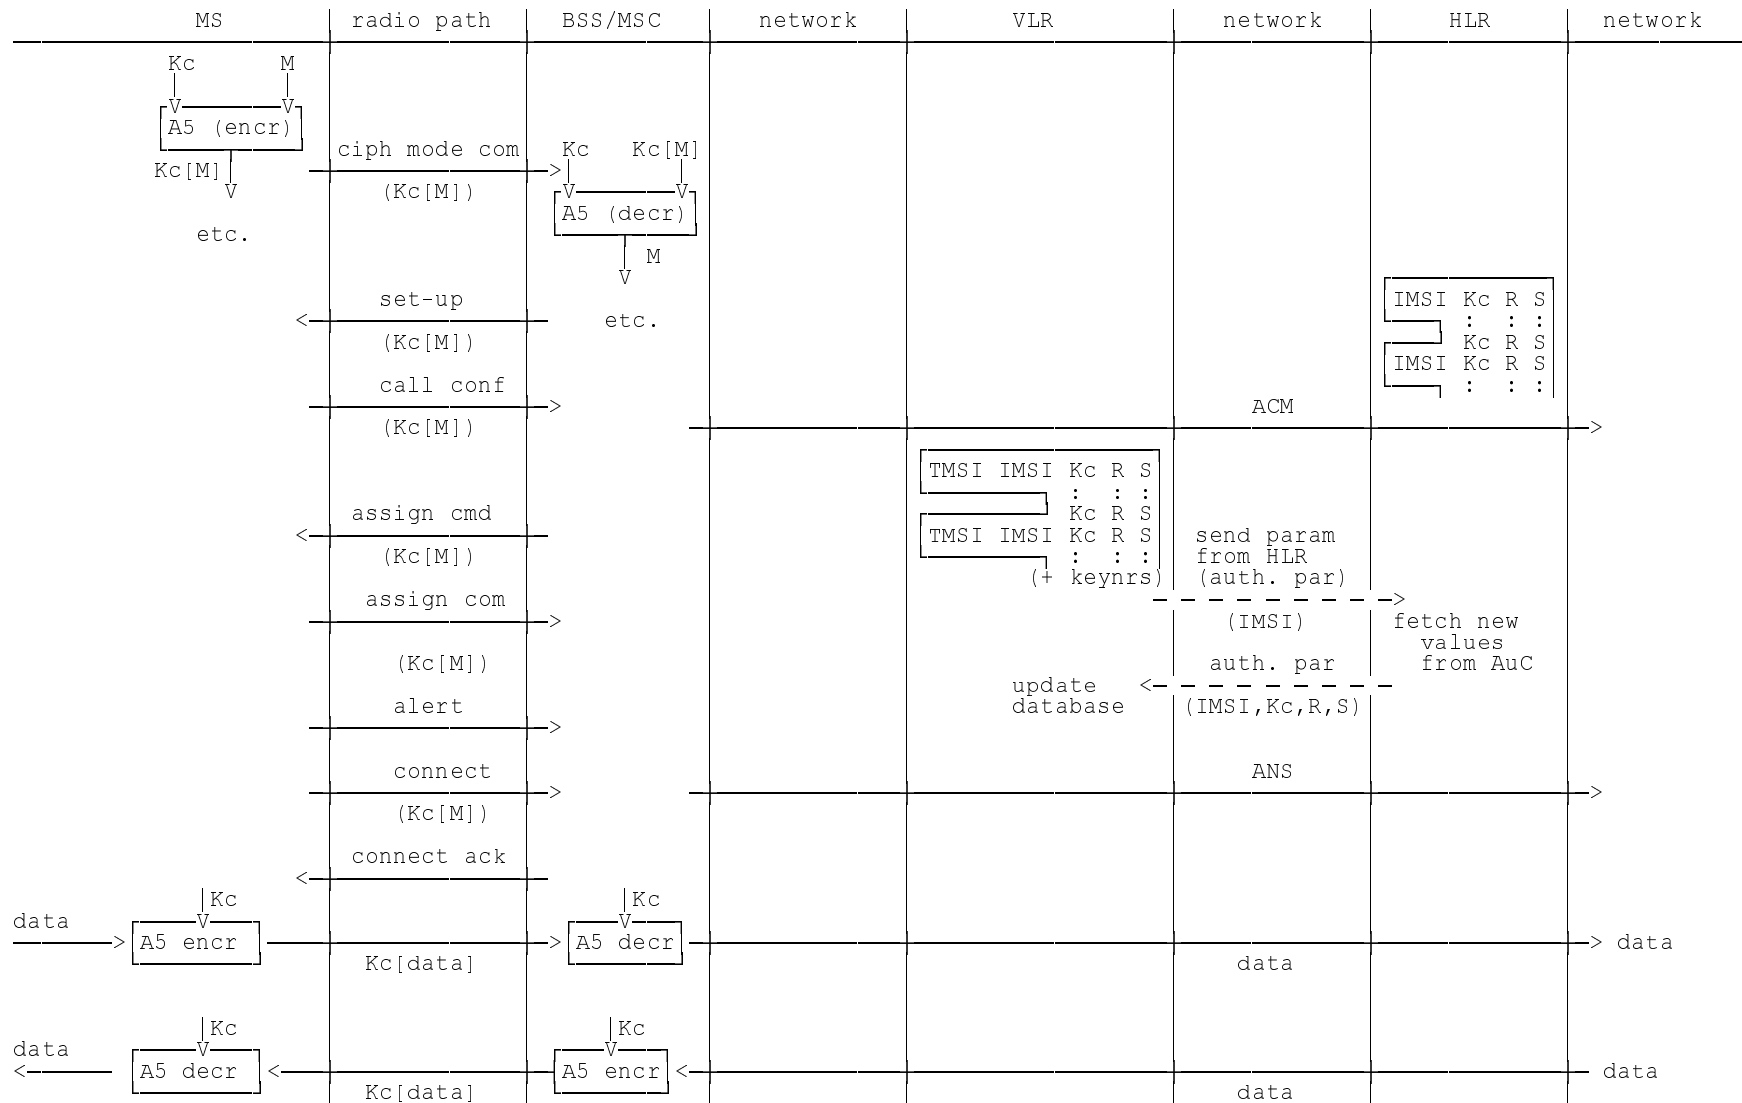 MS radio path BSS/MSC network VLR network HLR network
Kc M
A5 (encr)
ciph mode com Kc Kc[M]
Kc[M]
(Kc[M])
A5 (decr)
etc.
M
set-up IMSI Kc R S
etc. : : :
(Kc[M]) Kc R S
IMSI Kc R S
call conf : : :
ACM
(Kc[M])
TMSI IMSI Kc R S
: : :
assign cmd Kc R S
TMSI IMSI Kc R S send param
(Kc[M]) : : : from HLR
(+ keynrs) (auth. par)
assign com
(IMSI) fetch new
values
(Kc[M]) auth. par from AuC
update
alert database (IMSI,Kc,R,S)
connect ANS
(Kc[M])
connect ack
Kc Kc
data
A5 encr A5 decr data
Kc[data] data
Kc Kc
data
A5 decr A5 encr data
Kc[data] data